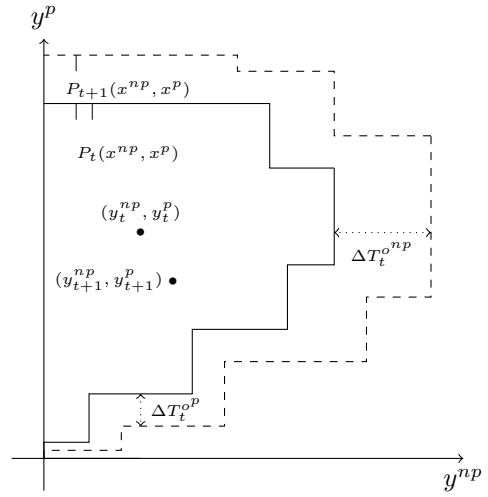 y^p
P_{t+1}(x^{np}, x^p)
P_t(x^{np}, x^p)
(y_t^{np}, y_t^p)
ΔT_t^{o^{np}}
(y_{t+1}^{np}, y_{t+1}^p)
ΔT_t^{o^p}
y^{np}